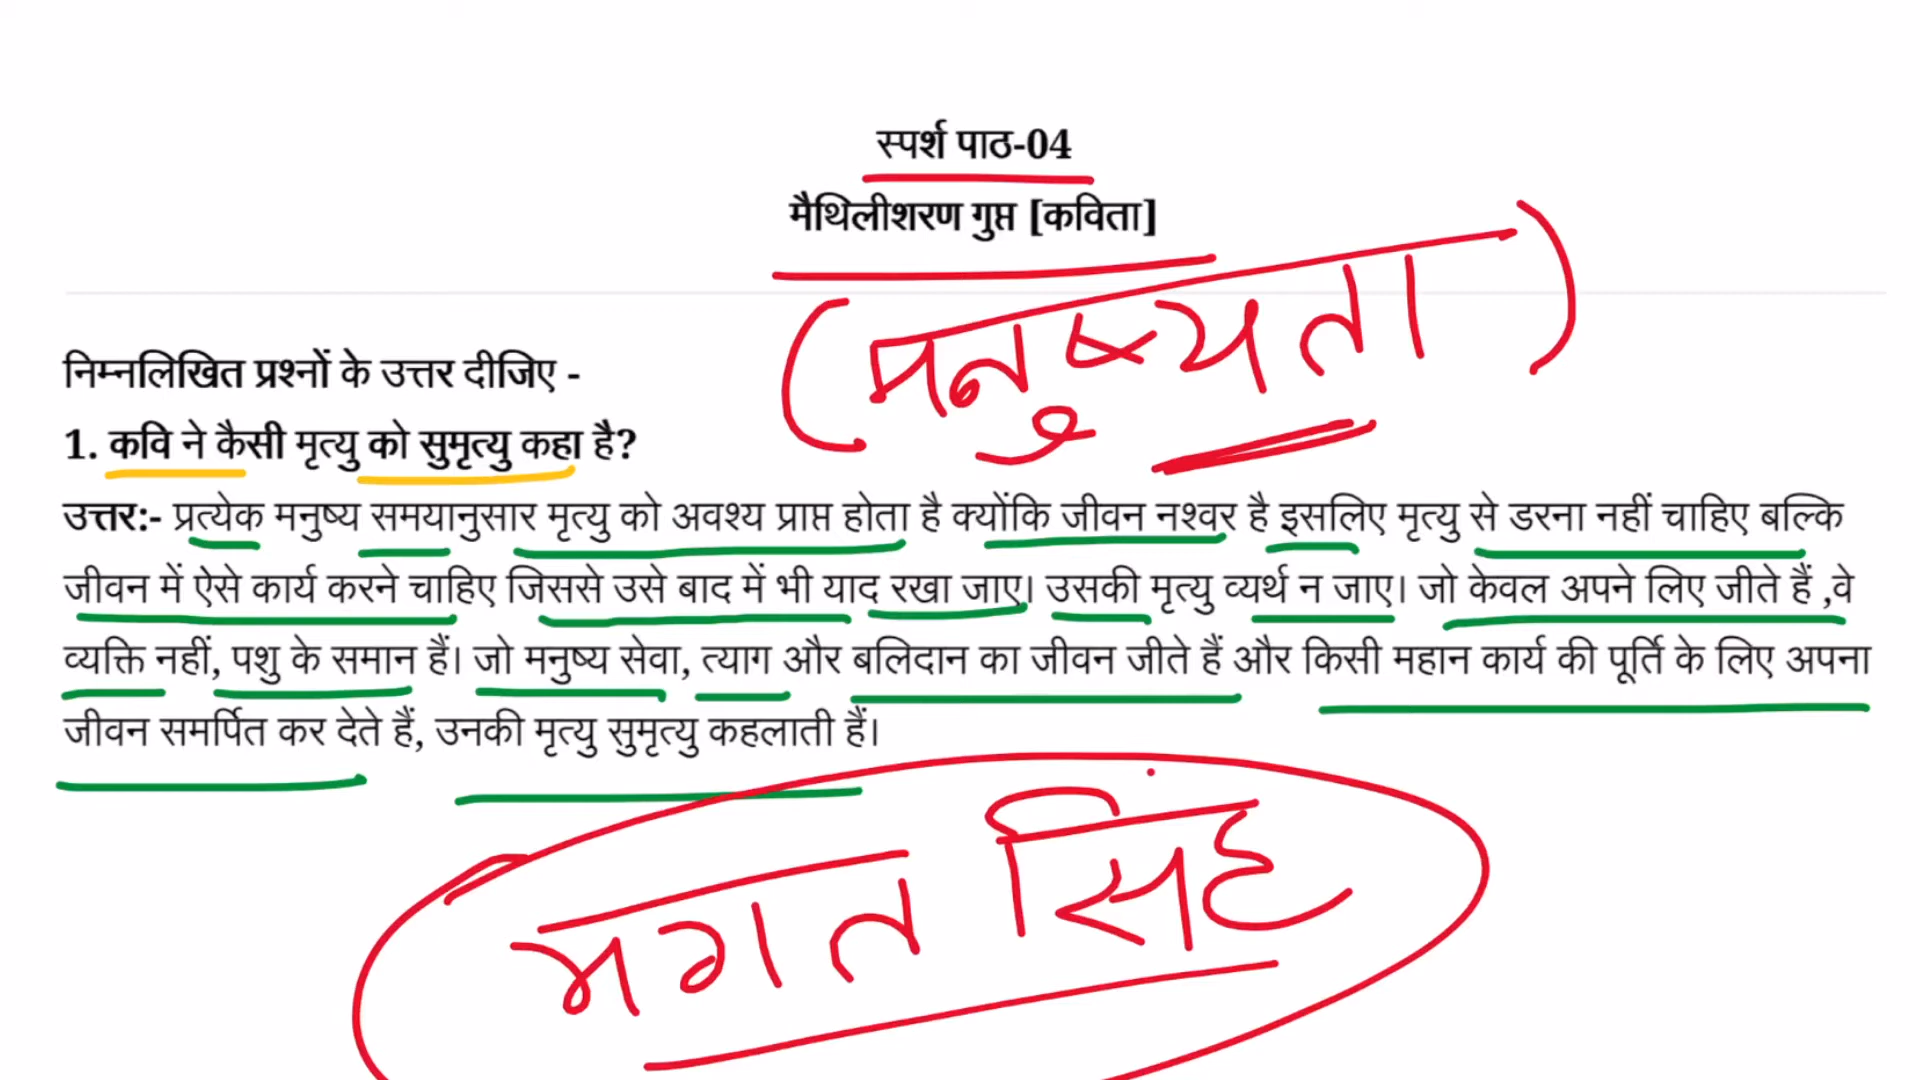 स्पर्श पाठ-04
मैथिलीशरण गुप्त [कविता]
(मनुष्यता)
निम्नलिखित प्रश्नों के उत्तर दीजिए -
1. कवि ने कैसी मृत्यु को सुमृत्यु कहा है?
उत्तर:- प्रत्येक मनुष्य समयानुसार मृत्यु को अवश्य प्राप्त होता है क्योंकि जीवन नश्वर है इसलिए मृत्यु से डरना नहीं चाहिए बल्कि
जीवन में ऐसे कार्य करने चाहिए जिससे उसे बाद में भी याद रखा जाए। उसकी मृत्यु व्यर्थ न जाए। जो केवल अपने लिए जीते हैं ,वे
व्यक्ति नहीं, पशु के समान हैं। जो मनुष्य सेवा, त्याग और बलिदान का जीवन जीते हैं और किसी महान कार्य की पूर्ति के लिए अपना
जीवन समर्पित कर देते हैं, उनकी मृत्यु सुमृत्यु कहलाती हैं।
भगत सिंह